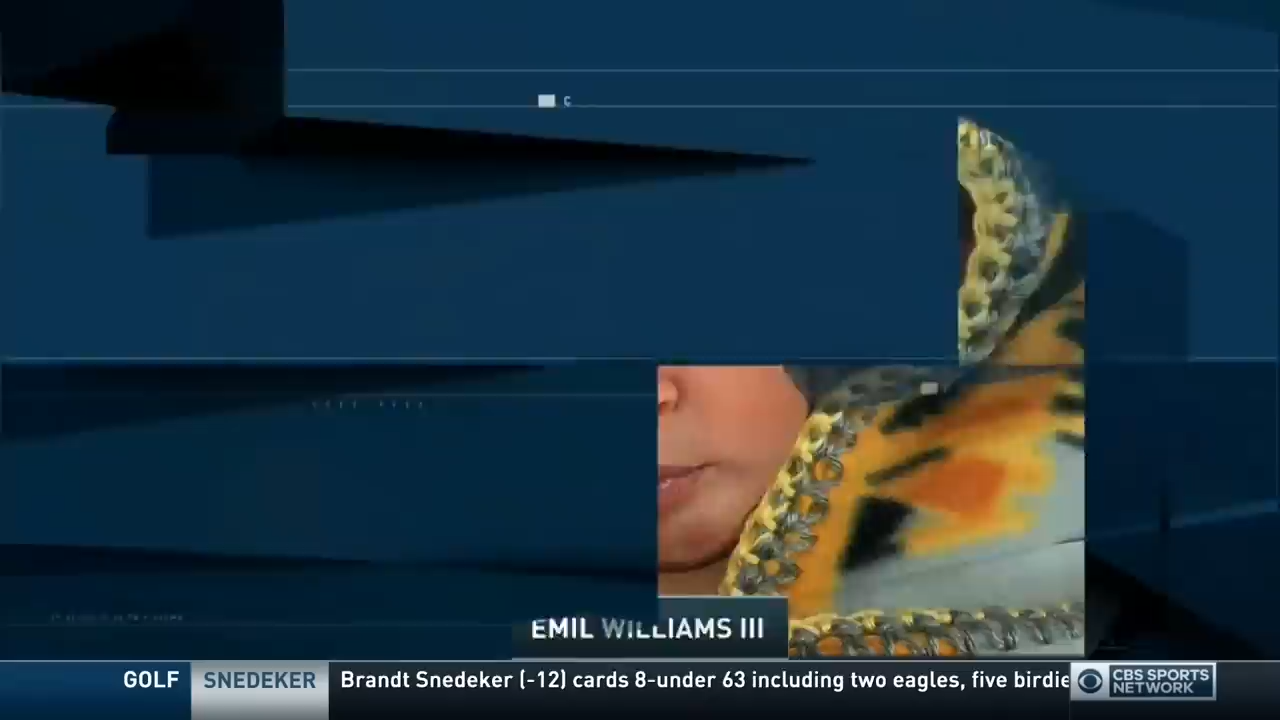 C
EMIL WILLIAMS III
GOLF SNEDEKER Brandt Snedeker (-12) cards 8-under 63 including two eagles, five birdie
CBS SPORTS
NETWORK